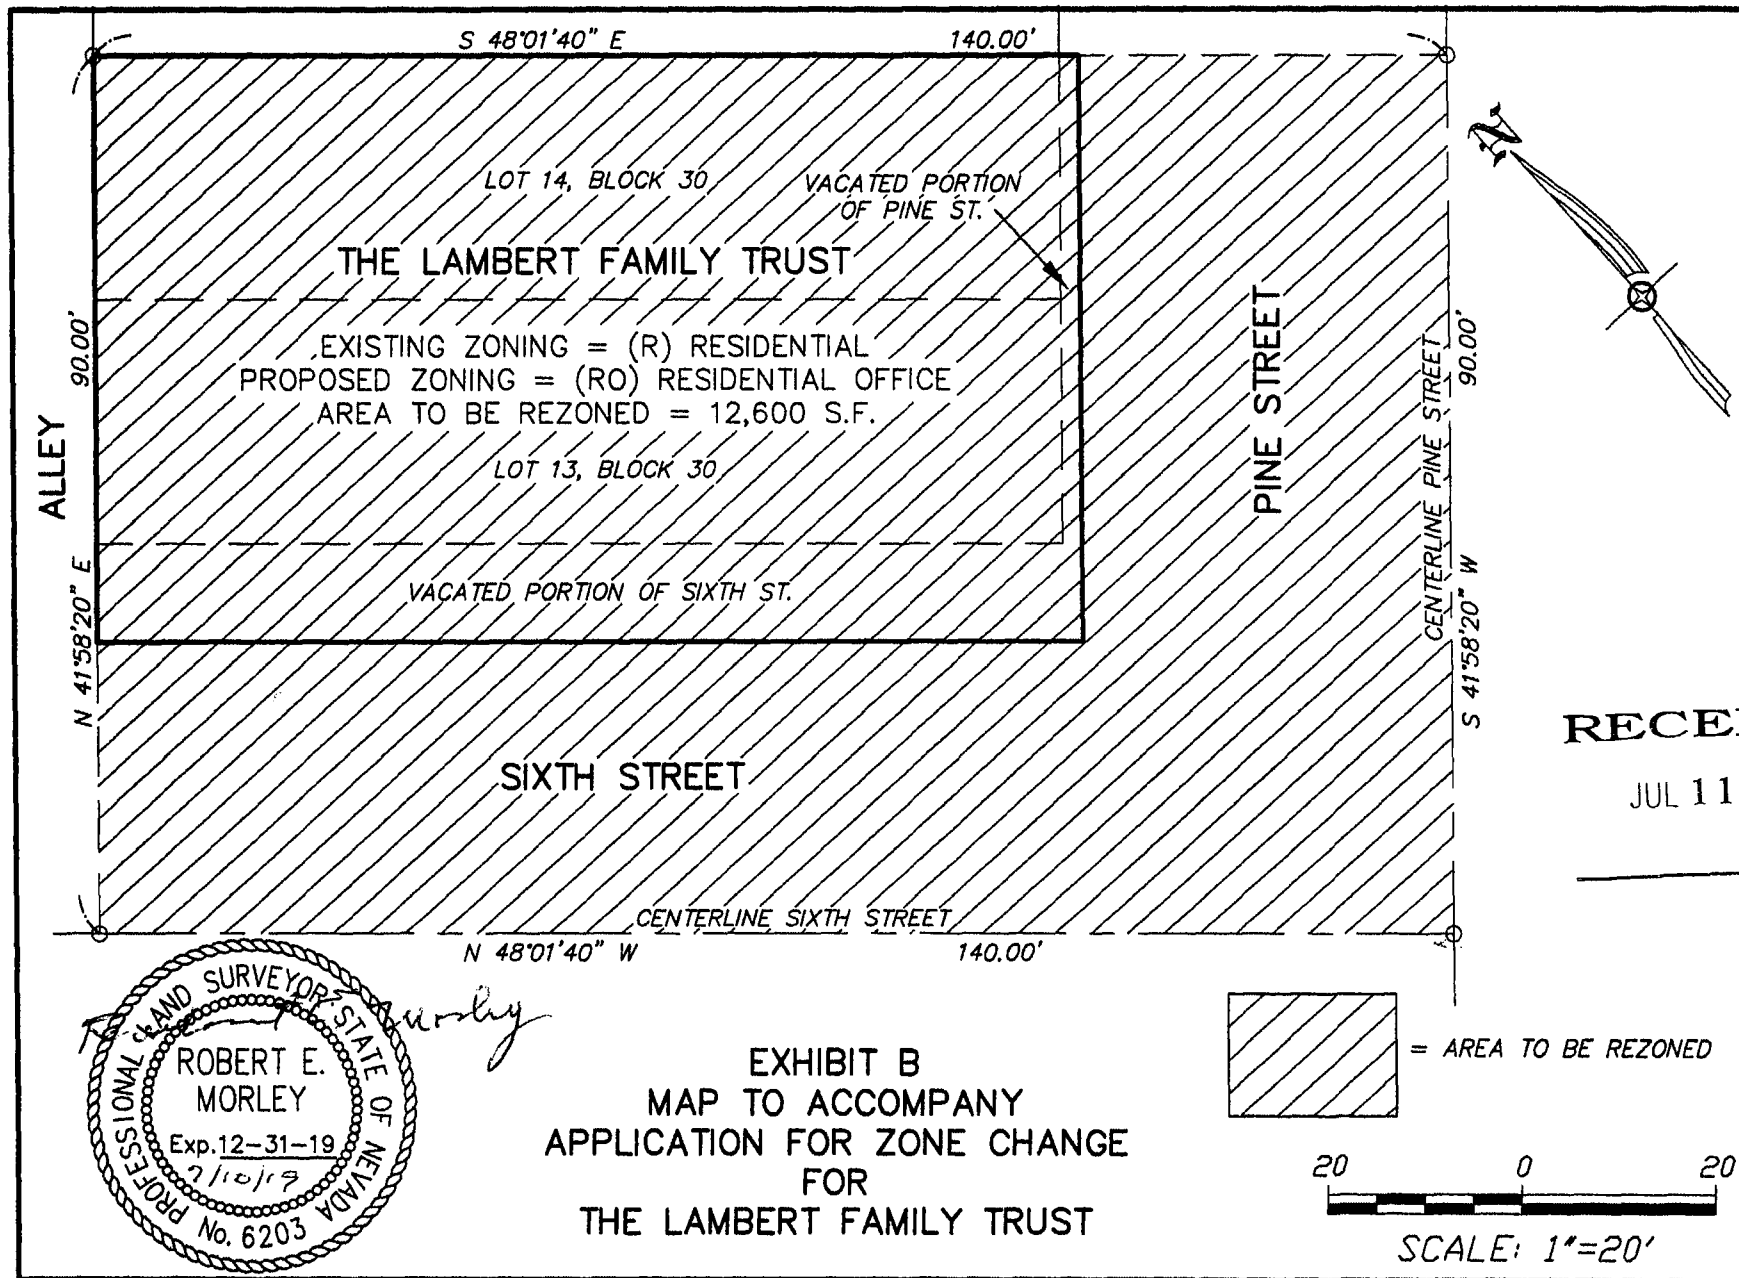 S 48°01'40" E 140.00'
N
LOT 14, BLOCK 30
VACATED PORTION
OF PINE ST.
THE LAMBERT FAMILY TRUST
EXISTING ZONING = (R) RESIDENTIAL
PROPOSED ZONING = (RO) RESIDENTIAL OFFICE
AREA TO BE REZONED = 12,600 S.F.
LOT 13, BLOCK 30
VACATED PORTION OF SIXTH ST.
ALLEY
N 41°58'20" E 90.00'
PINE STREET
CENTERLINE PINE STREET
S 41°58'20" W 90.00'
SIXTH STREET
CENTERLINE SIXTH STREET
N 48°01'40" W 140.00'
JUL 11
PROFESSIONAL LAND SURVEYOR STATE OF NEVADA
ROBERT E.
MORLEY
Exp. 12-31-19
7/10/19
No. 6203
EXHIBIT B
MAP TO ACCOMPANY
APPLICATION FOR ZONE CHANGE
FOR
THE LAMBERT FAMILY TRUST
= AREA TO BE REZONED
20 0 20
SCALE: 1"=20'